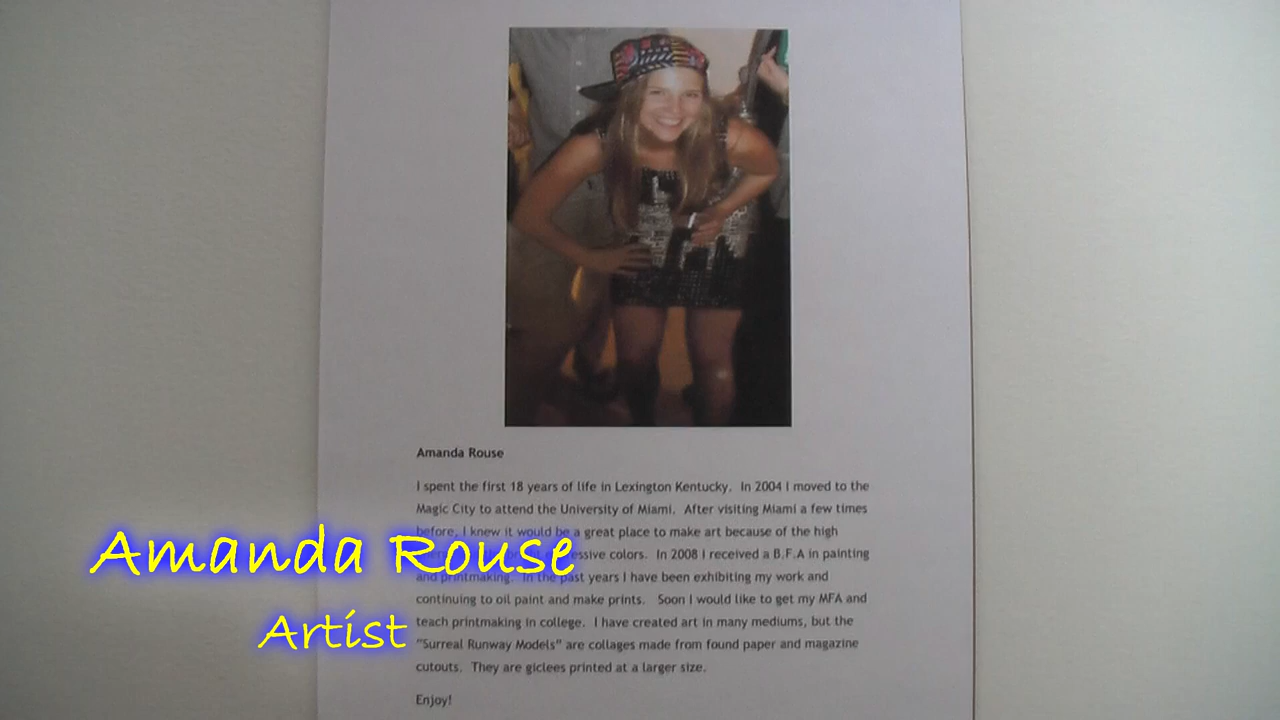 Amanda Rouse
I spent the first 18 years of life in Lexington Kentucky. In 2004 I moved to the
Magic City to attend the University of Miami. After visiting Miami a few times
before, I knew it would be a great place to make art because of the high
colors. In 2008 I received a B.F.A in painting
and printmaking. In the past years I have been exhibiting my work and
continuing to oil paint and make prints. Soon I would like to get my MFA and
teach printmaking in college. I have created art in many mediums, but the
"Surreal Runway Models" are collages made from found paper and magazine
cutouts. They are giclees printed at a larger size.
Enjoy!
Amanda Rouse
Artist